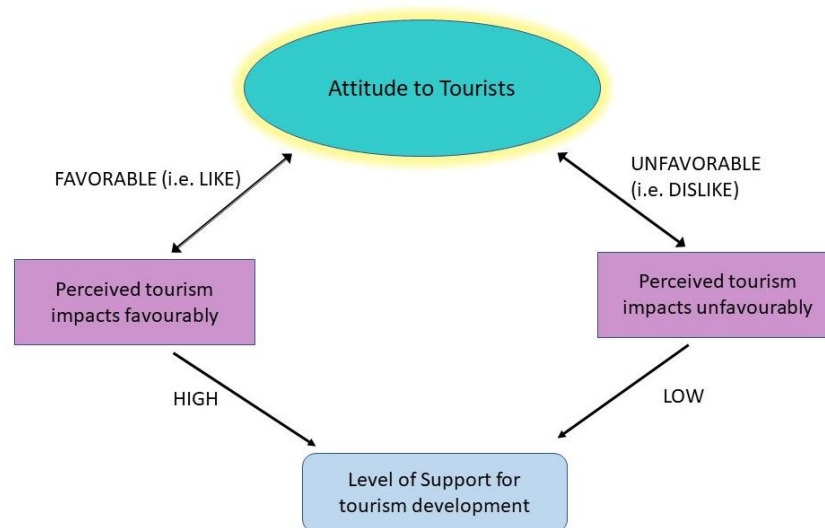 Attitude to Tourists
FAVORABLE (i.e. LIKE)
UNFAVORABLE
(i.e. DISLIKE)
Perceived tourism
impacts favourably
Perceived tourism
impacts unfavourably
HIGH
LOW
Level of Support for
tourism development